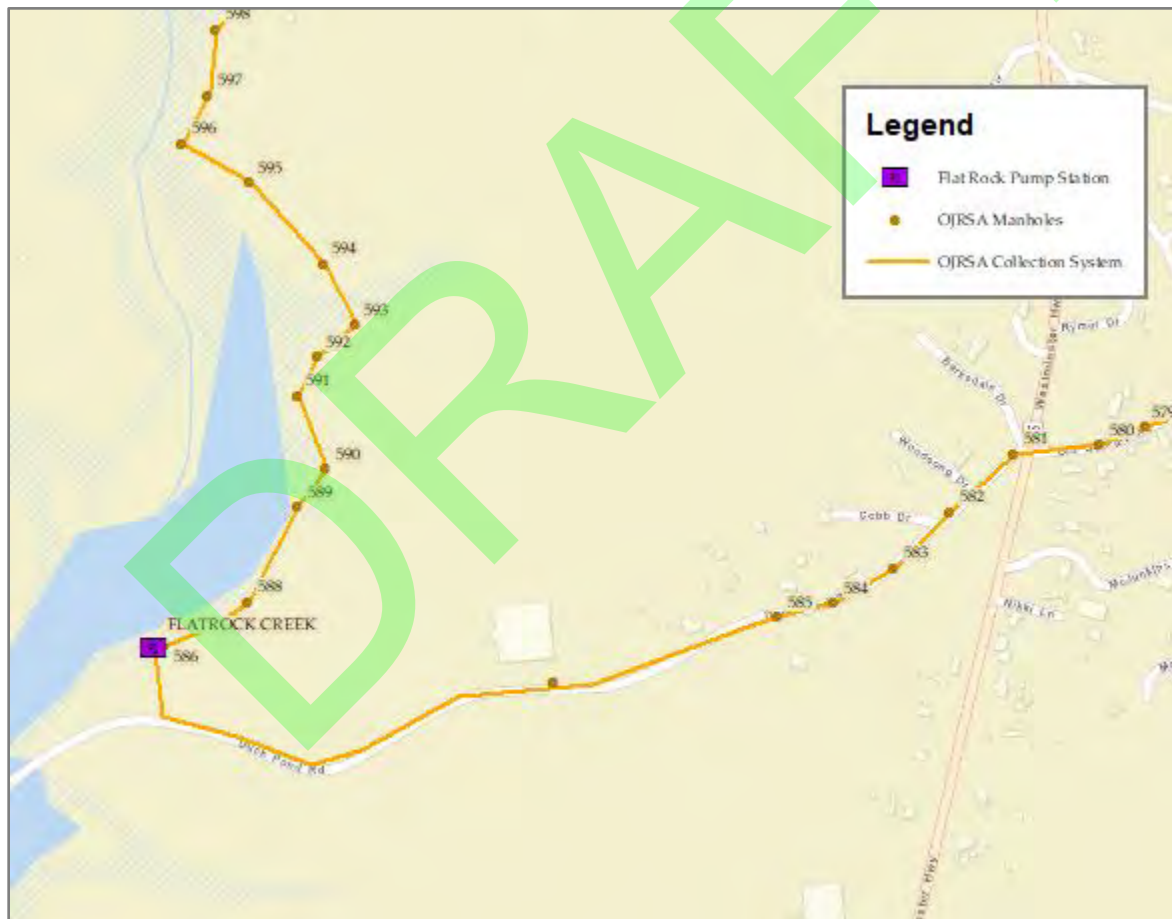 598
597
596
595
594
593
592
591
590
589
588
FLATROCK CREEK
586
Duck Pond Rd
Legend
Flat Rock Pump Station
OJRSA Manholes
OJRSA Collection System
Rymer Dr
Westminster Hwy
Barksdale Dr
Woodsong Dr
Cobb Dr
579
580
581
582
583
584
585
Nikki Ln
DRAF